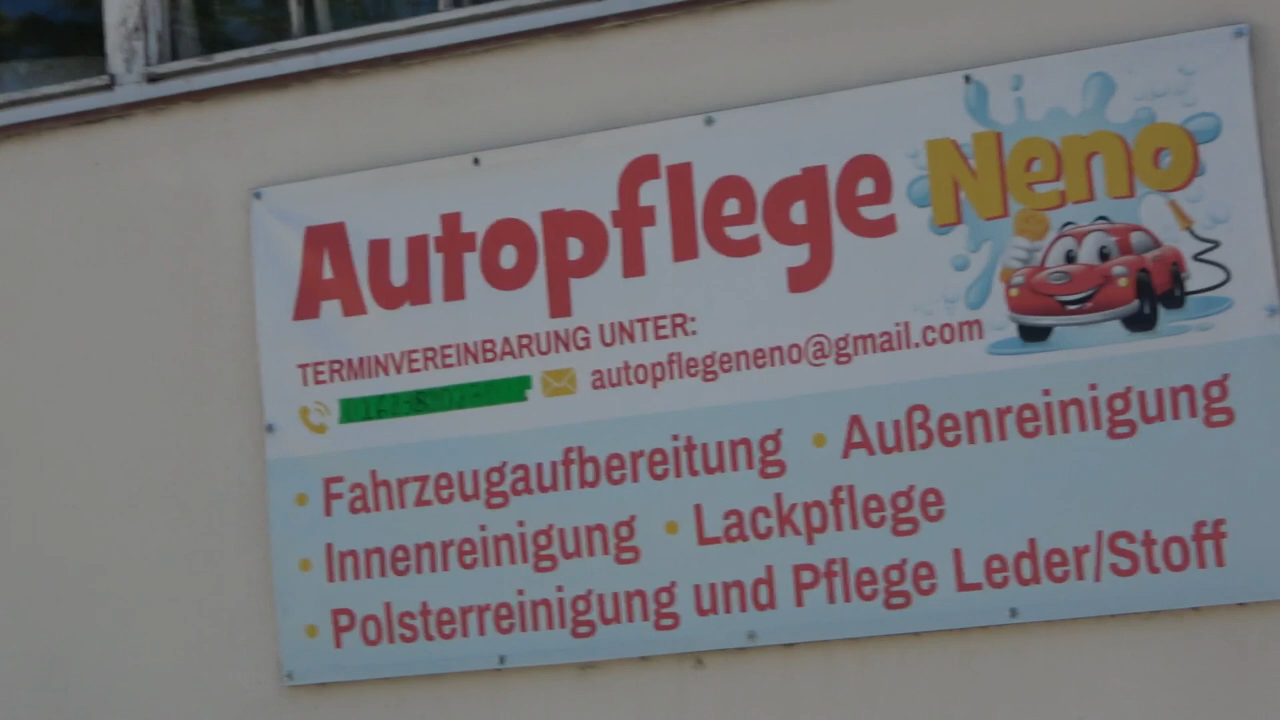 Autopflege Neno
TERMINVEREINBARUNG UNTER:
autopflegeneno@gmail.com
• Fahrzeugaufbereitung • Außenreinigung
• Innenreinigung • Lackpflege
• Polsterreinigung und Pflege Leder/Stoff